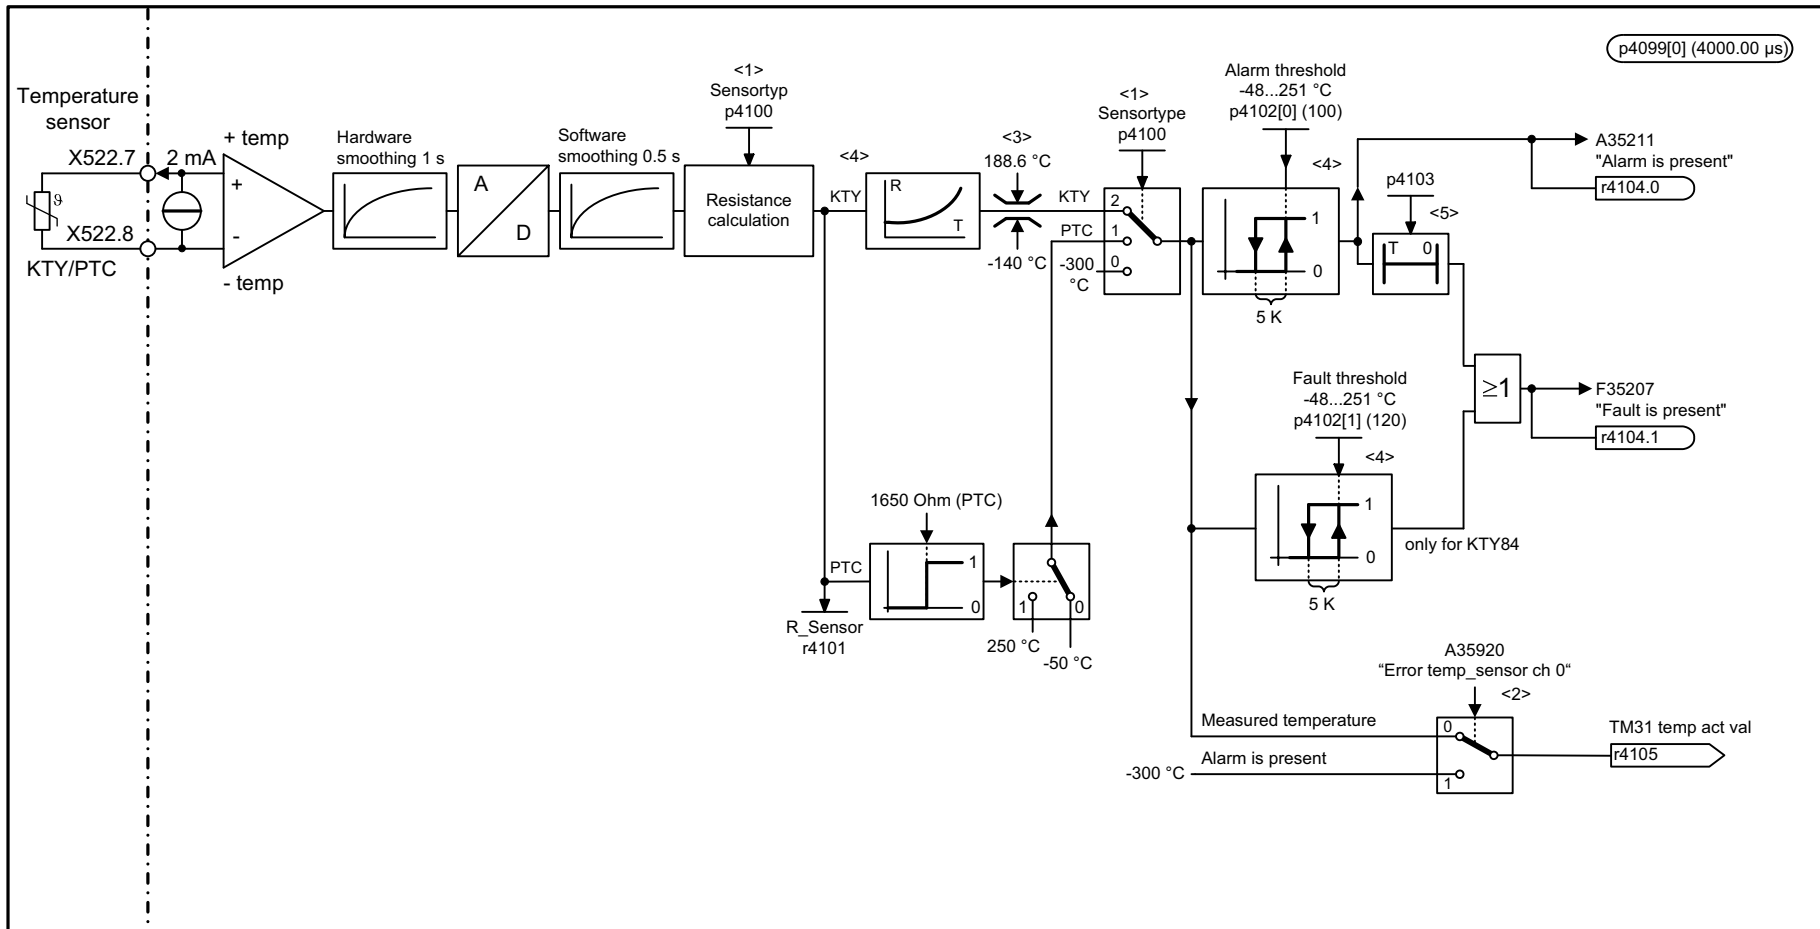 p4099[0] (4000.00 µs)
Temperature
sensor
X522.7
ϑ
X522.8
KTY/PTC
2 mA
+ temp
+
-
- temp
Hardware
smoothing 1 s
A
D
Software
smoothing 0.5 s
<1>
Sensortyp
p4100
Resistance
calculation
<4>
KTY
R
T
<3>
188.6 °C
-140 °C
KTY
PTC
-300
°C
<1>
Sensortype
p4100
2
1
0
Alarm threshold
-48...251 °C
p4102[0] (100)
<4>
1
0
5 K
A35211
"Alarm is present"
r4104.0
p4103
<5>
T 0
≥1
F35207
"Fault is present"
r4104.1
Fault threshold
-48...251 °C
p4102[1] (120)
<4>
1
0
5 K
only for KTY84
1650 Ohm (PTC)
PTC
1
0
R_Sensor
r4101
1
0
250 °C
-50 °C
A35920
“Error temp_sensor ch 0“
<2>
Measured temperature
0
Alarm is present
-300 °C
1
TM31 temp act val
r4105